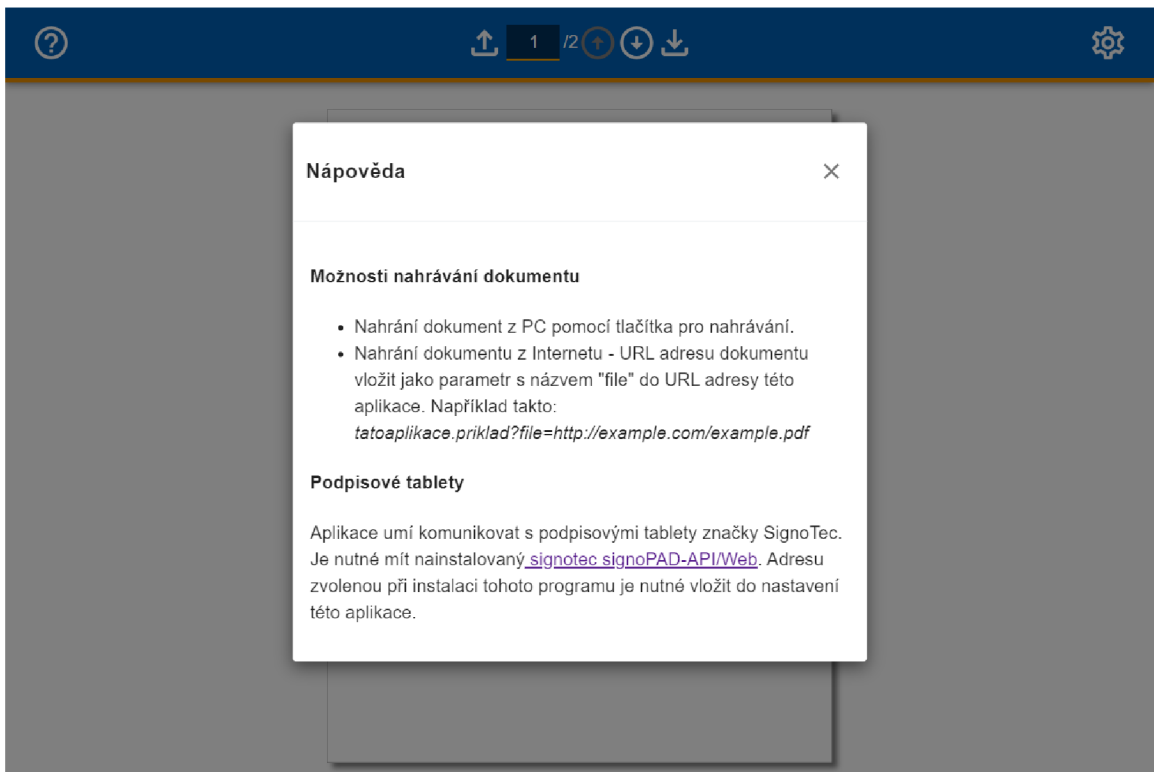 1 /2
Nápověda
Možnosti nahrávání dokumentu
Nahrání dokument z PC pomocí tlačítka pro nahrávání.
Nahrání dokumentu z Internetu - URL adresu dokumentu
vložit jako parametr s názvem "file" do URL adresy této
aplikace. Například takto:
tatoaplikace.priklad?file=http://example.com/example.pdf
Podpisové tablety
Aplikace umí komunikovat s podpisovými tablety značky SignoTec.
Je nutné mít nainstalovaný signotec signoPAD-API/Web. Adresu
zvolenou při instalaci tohoto programu je nutné vložit do nastavení
této aplikace.